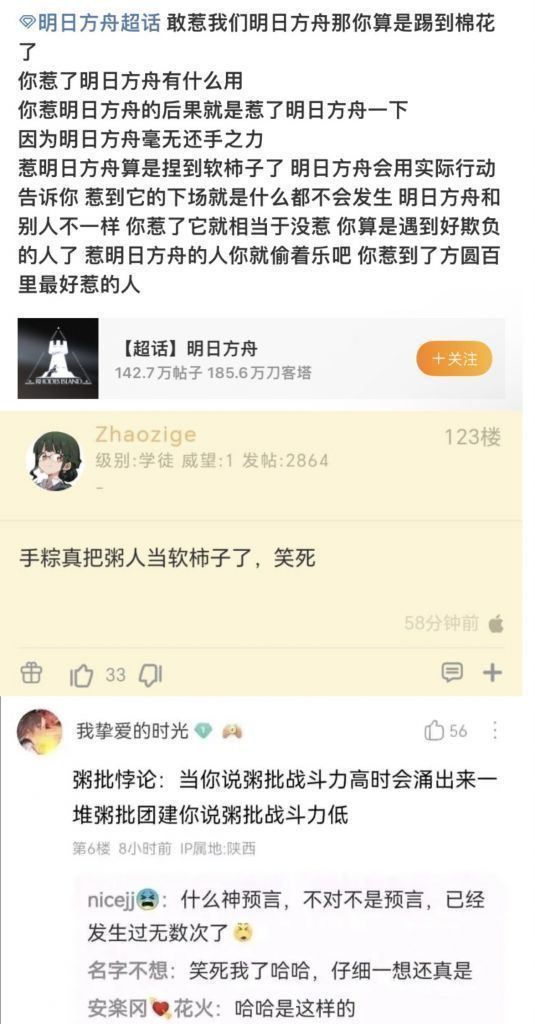 明日方舟超话 敢惹我们明日方舟那你算是踢到棉花
了
你惹了明日方舟有什么用
你惹明日方舟的后果就是惹了明日方舟一下
因为明日方舟毫无还手之力
惹明日方舟算是捏到软柿子了 明日方舟会用实际行动
告诉你 惹到它的下场就是什么都不会发生 明日方舟和
别人不一样 你惹了它就相当于没惹 你算是遇到好欺负
的人了 惹明日方舟的人你就偷着乐吧 你惹到了方圆百
里最好惹的人
RHODES ISLAND
【超话】明日方舟
142.7万帖子 185.6万刀客塔
+关注
Zhaozige
123楼
级别:学徒 威望:1 发帖:2864
-
手粽真把粥人当软柿子了，笑死
58分钟前
33
我挚爱的时光
1
56
粥批悖论：当你说粥批战斗力高时会涌出来一
堆粥批团建你说粥批战斗力低
第6楼 8小时前 IP属地:陕西
nicejj😫：什么神预言，不对不是预言，已经
发生过无数次了
名字不想：笑死我了哈哈，仔细一想还真是
安楽冈💘花火：哈哈是这样的